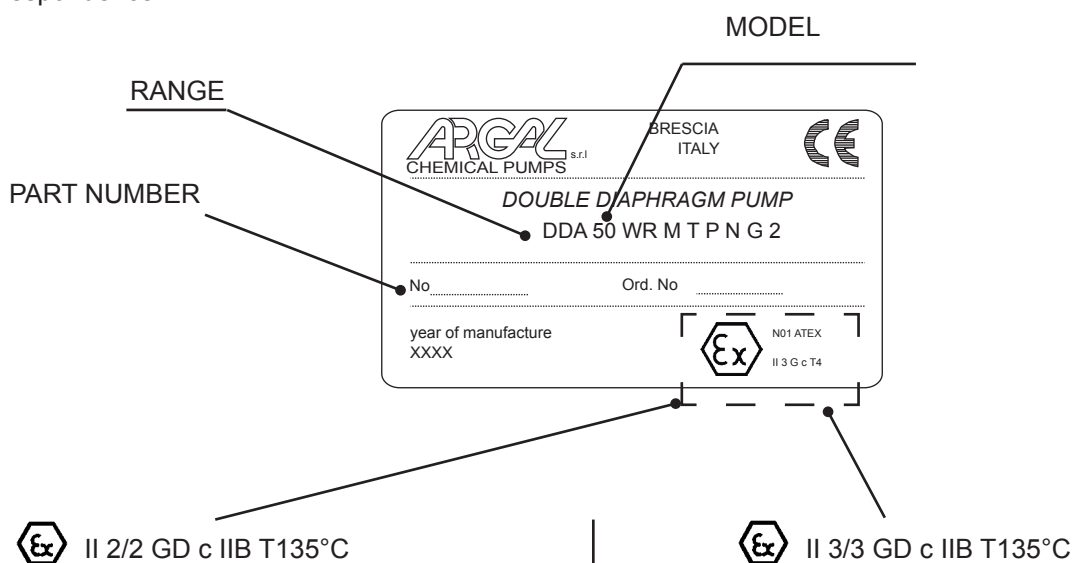 MODEL
RANGE
PART NUMBER
ARGAL s.r.l
CHEMICAL PUMPS
BRESCIA
ITALY
CE
DOUBLE DIAPHRAGM PUMP
DDA 50 WR M T P N G 2
No
Ord. No
year of manufacture
XXXX
Ex
N01 ATEX
II 3 G c T4
Ex II 2/2 GD c IIB T135°C
Ex II 3/3 GD c IIB T135°C